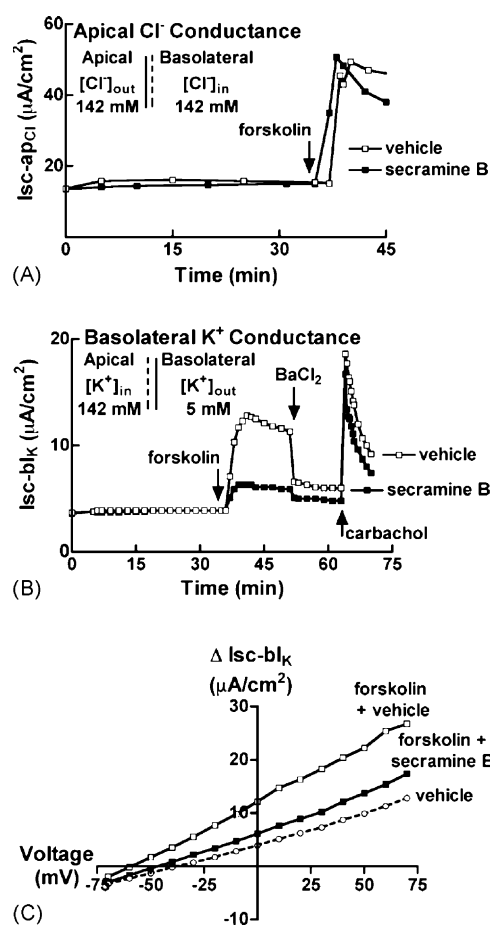 Apical Cl⁻ Conductance
Apical Basolateral
[Cl⁻]out [Cl⁻]in
142 mM 142 mM
forskolin
vehicle
secramine B
Isc-apCl (μA/cm²)
60
40
20
0 15 30 45
Time (min)
(A)
Basolateral K⁺ Conductance
Apical Basolateral
[K⁺]in [K⁺]out
142 mM 5 mM
BaCl₂
forskolin
vehicle
secramine B
carbachol
Isc-blK (μA/cm²)
20
10
0
0 15 30 45 60 75
Time (min)
(B)
Δ Isc-blK
(μA/cm²)
forskolin
+ vehicle
forskolin +
secramine B
vehicle
Voltage
(mV)
30
20
10
-10
-75 -50 -25 25 50 75
(C)